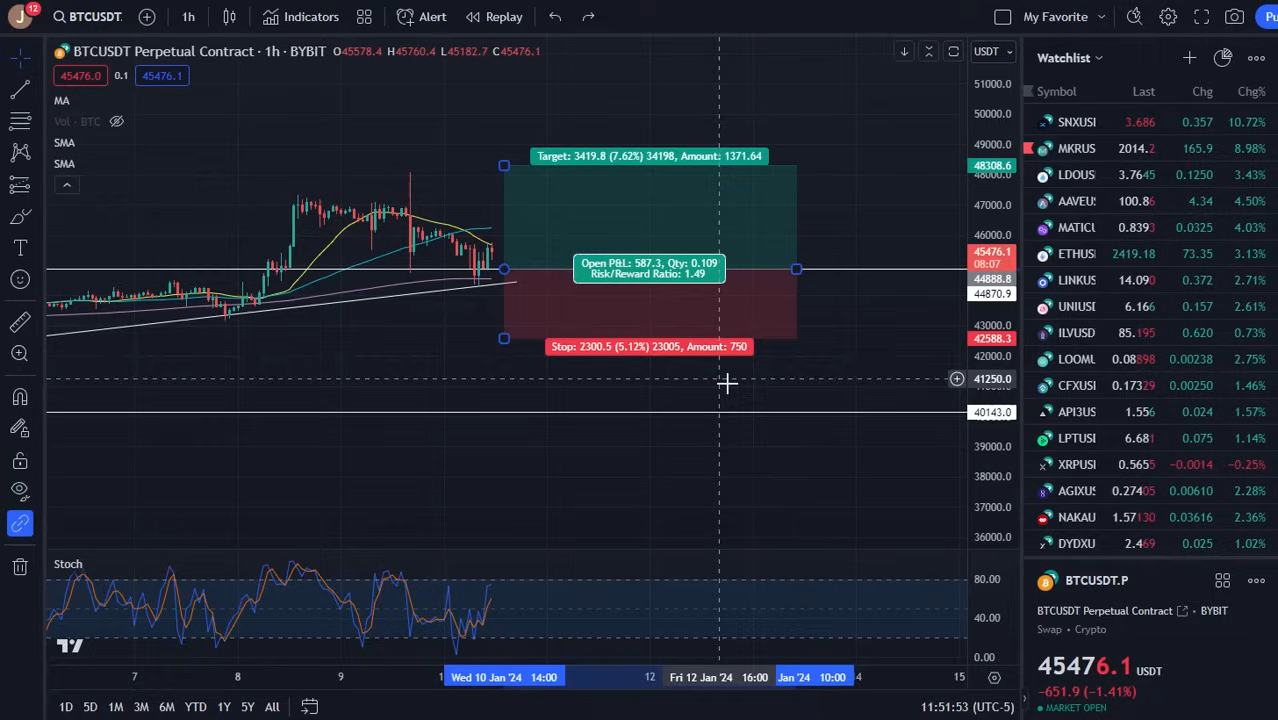 J
12
BTCUSDT.
1h
Indicators
Alert
Replay
My Favorite
Pu
BTCUSDT Perpetual Contract · 1h · BYBIT O45578.4 H45760.4 L45182.7 C45476.1
USDT
45476.0 0.1 45476.1
MA
Vol · BTC
SMA
SMA
51000.0
50000.0
49000.0
48308.6
48000.0
47000.0
46000.0
45476.1
08:07
44888.8
44870.9
43000.0
42588.3
42000.0
41250.0
40143.0
39000.0
38000.0
37000.0
36000.0
Target: 3419.8 (7.62%) 34198, Amount: 1371.64
Open P&L: 587.3, Qty: 0.109
Risk/Reward Ratio: 1.49
Stop: 2300.5 (5.12%) 23005, Amount: 750
Stoch
80.00
40.00
0.00
7 8 9 Wed 10 Jan '24 14:00 12 Fri 12 Jan '24 16:00 Jan '24 10:00 4 15
1D 5D 1M 3M 6M YTD 1Y 5Y All
11:51:53 (UTC-5)
Watchlist
Symbol Last Chg Chg%
SNXUSI 3.686 0.357 10.72%
MKRUS 2014.2 165.9 8.98%
LDOUS 3.7645 0.1250 3.43%
AAVEU 100.86 4.34 4.50%
MATICU 0.8393 0.0325 4.03%
ETHUSI 2419.18 73.35 3.13%
LINKUS 14.090 0.372 2.71%
UNIUSI 6.166 0.157 2.61%
ILVUSD 85.195 0.620 0.73%
LOOMU 0.08898 0.00238 2.75%
CFXUSI 0.17329 0.00250 1.46%
API3US 1.556 0.024 1.57%
LPTUSI 6.681 0.075 1.14%
XRPUSI 0.5655 -0.0014 -0.25%
AGIXUS 0.27405 0.00610 2.28%
NAKAU 1.57130 0.03616 2.36%
DYDXU 2.469 0.025 1.02%
BTCUSDT.P
BTCUSDT Perpetual Contract · BYBIT
Swap · Crypto
45476.1 USDT
-651.9 (-1.41%)
MARKET OPEN